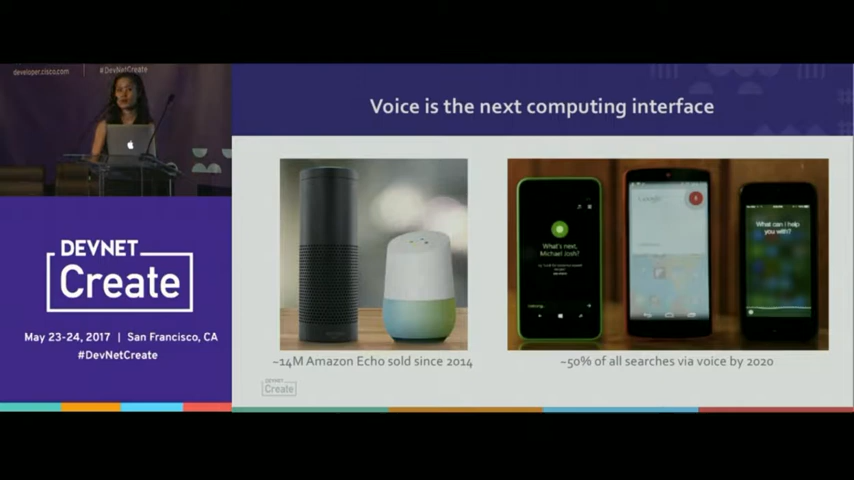 developer.cisco.com
#DevNetCreate
DEVNET
Create
May 23-24, 2017 | San Francisco, CA
#DevNetCreate
Voice is the next computing interface
What's next,
Michael Josh?
Google
What can I help
you with?
~14M Amazon Echo sold since 2014
~50% of all searches via voice by 2020
DEVNET
Create